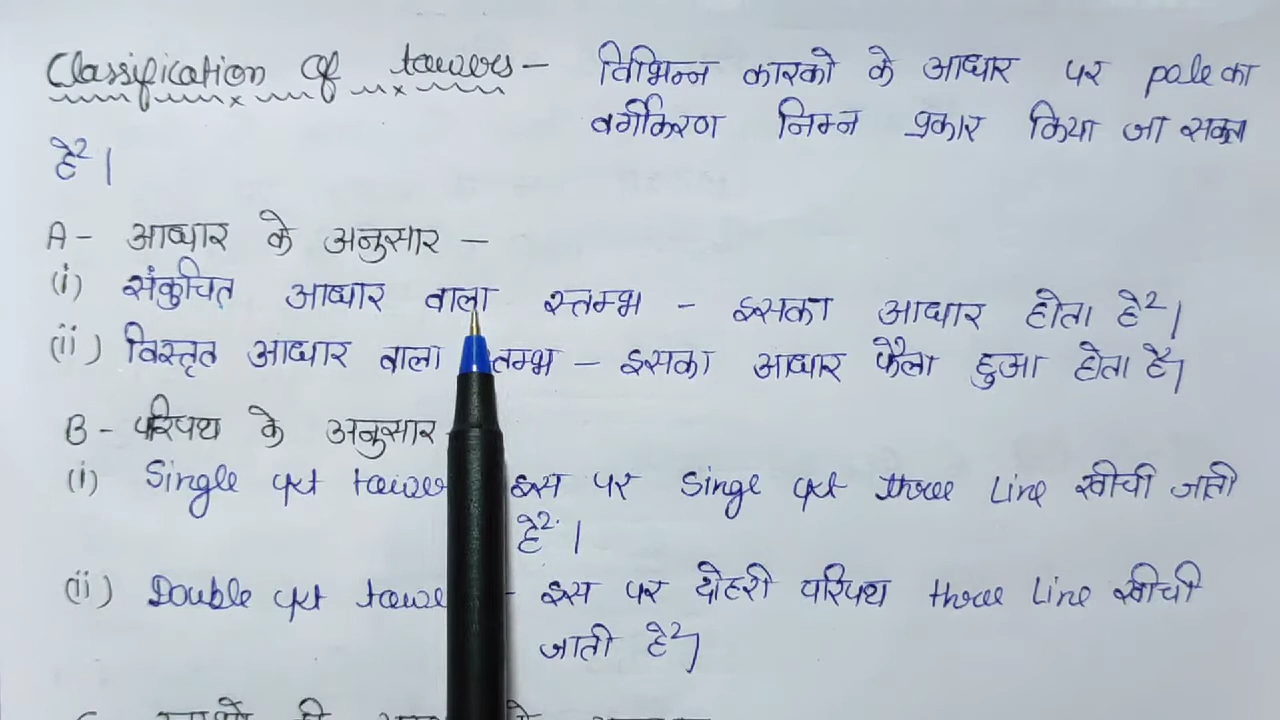 Classification of towers - विभिन्न कारको के आधार पर pole का
वर्गीकरण निम्न प्रकार किया जा सकता
है।
A - आधार के अनुसार -
(i) संकुचित आधार वाला स्तम्भ - इसका आधार होता है।
(ii) विस्तृत आधार वाला स्तम्भ - इसका आधार फैला हुआ होता है।
B - परिपथ के अनुसार
(i) Single ckt tower इस पर Singe ckt three Line खीची जाती
है।
(ii) Double ckt towe - इस पर दोहरी परिपथ three Line खीची
जाती है।